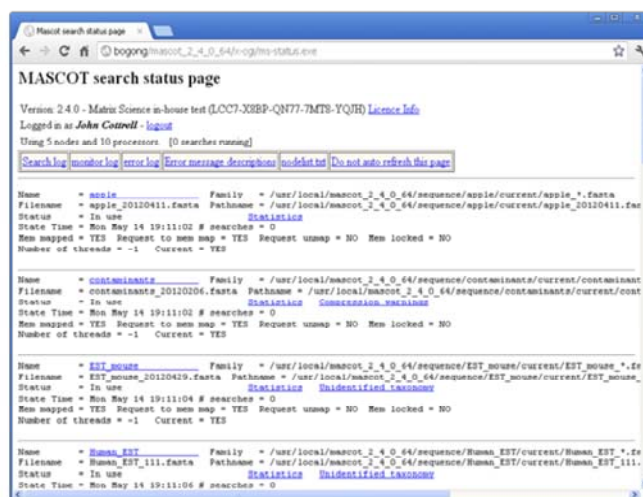 Mascot search status page
bogong/mascot_2_4_0_64/x-cgi/ms-status.exe
MASCOT search status page
Version: 2.4.0 - Matrix Science in-house test (LCC7-X8BP-QN77-7MT8-YQJH) Licence Info
Logged in as John Cottrell - logout
Using 5 nodes and 10 processors. [0 searches running]
Search log monitor log error log Error message descriptions nodelist.txt Do not auto refresh this page
Name = apple Family = /usr/local/mascot_2_4_0_64/sequence/apple/current/apple_*.fasta
Filename = apple_20120411.fasta Pathname = /usr/local/mascot_2_4_0_64/sequence/apple/current/apple_20120411.fas
Status = In use Statistics
State Time = Mon May 14 19:11:02 # searches = 0
Mem mapped = YES Request to mem map = YES Request unmap = NO Mem locked = NO
Number of threads = -1 Current = YES
Name = contaminants Family = /usr/local/mascot_2_4_0_64/sequence/contaminants/current/contaminant
Filename = contaminants_20120206.fasta Pathname = /usr/local/mascot_2_4_0_64/sequence/contaminants/current/cont
Status = In use Statistics Compression warnings
State Time = Mon May 14 19:11:02 # searches = 0
Mem mapped = YES Request to mem map = YES Request unmap = NO Mem locked = NO
Number of threads = -1 Current = YES
Name = EST_mouse Family = /usr/local/mascot_2_4_0_64/sequence/EST_mouse/current/EST_mouse_*.fa
Filename = EST_mouse_20120429.fasta Pathname = /usr/local/mascot_2_4_0_64/sequence/EST_mouse/current/EST_mouse_
Status = In use Statistics Unidentified taxonomy
State Time = Mon May 14 19:11:04 # searches = 0
Mem mapped = YES Request to mem map = YES Request unmap = NO Mem locked = NO
Number of threads = -1 Current = YES
Name = Human_EST Family = /usr/local/mascot_2_4_0_64/sequence/Human_EST/current/Human_EST_*.fa
Filename = Human_EST_111.fasta Pathname = /usr/local/mascot_2_4_0_64/sequence/Human_EST/current/Human_EST_111.
Status = In use Statistics Unidentified taxonomy
State Time = Mon May 14 19:11:06 # searches = 0